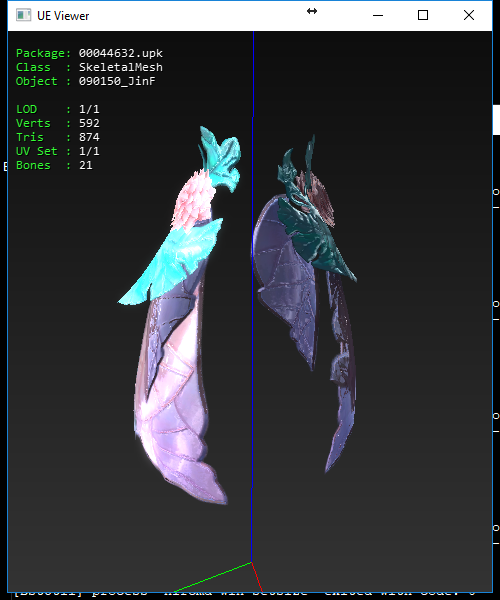 UE Viewer
Package: 00044632.upk
Class : SkeletalMesh
Object : 090150_JinF
LOD : 1/1
Verts : 592
Tris : 874
UV Set : 1/1
Bones : 21